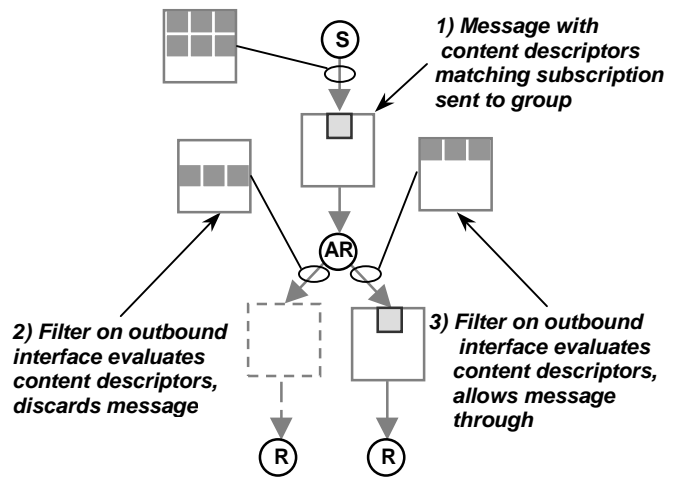 S
1) Message with
content descriptors
matching subscription
sent to group
AR
2) Filter on outbound
interface evaluates
content descriptors,
discards message
3) Filter on outbound
interface evaluates
content descriptors,
allows message
through
R
R